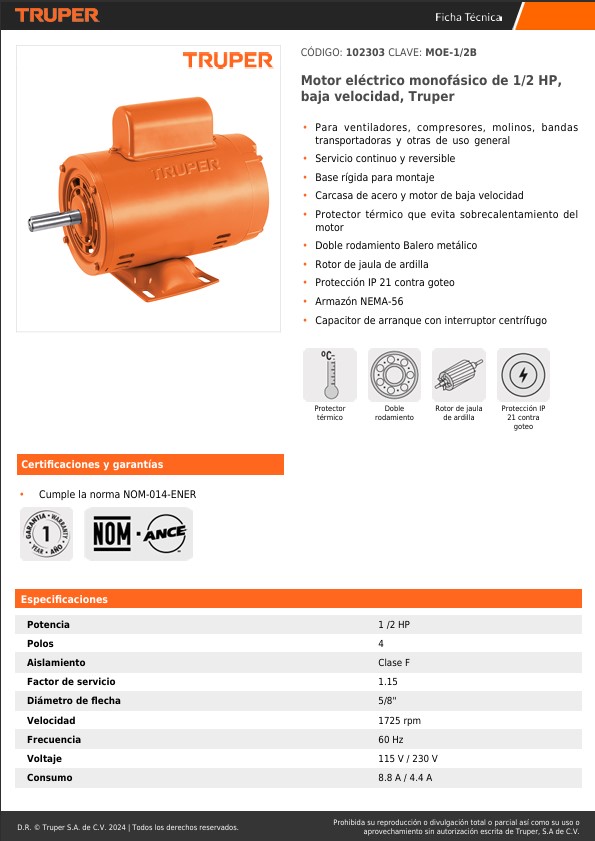 TRUPER
Ficha Técnica
TRUPER
TRUPER
CÓDIGO: 102303 CLAVE: MOE-1/2B
Motor eléctrico monofásico de 1/2 HP,
baja velocidad, Truper
• Para ventiladores, compresores, molinos, bandas
transportadoras y otras de uso general
• Servicio continuo y reversible
• Base rígida para montaje
• Carcasa de acero y motor de baja velocidad
• Protector térmico que evita sobrecalentamiento del
motor
• Doble rodamiento Balero metálico
• Rotor de jaula de ardilla
• Protección IP 21 contra goteo
• Armazón NEMA-56
• Capacitor de arranque con interruptor centrífugo
°C
Protector
térmico
Doble
rodamiento
Rotor de jaula
de ardilla
Protección IP
21 contra
goteo
Certificaciones y garantías
• Cumple la norma NOM-014-ENER
GARANTÍA • WARRANTY
1
YEAR • AÑO
NOM • ANCE
Especificaciones
Potencia 1 /2 HP
Polos 4
Aislamiento Clase F
Factor de servicio 1.15
Diámetro de flecha 5/8"
Velocidad 1725 rpm
Frecuencia 60 Hz
Voltaje 115 V / 230 V
Consumo 8.8 A / 4.4 A
D.R. © Truper S.A. de C.V. 2024 | Todos los derechos reservados.
Prohibida su reproducción o divulgación total o parcial así como su uso o
aprovechamiento sin autorización escrita de Truper, S.A de C.V.